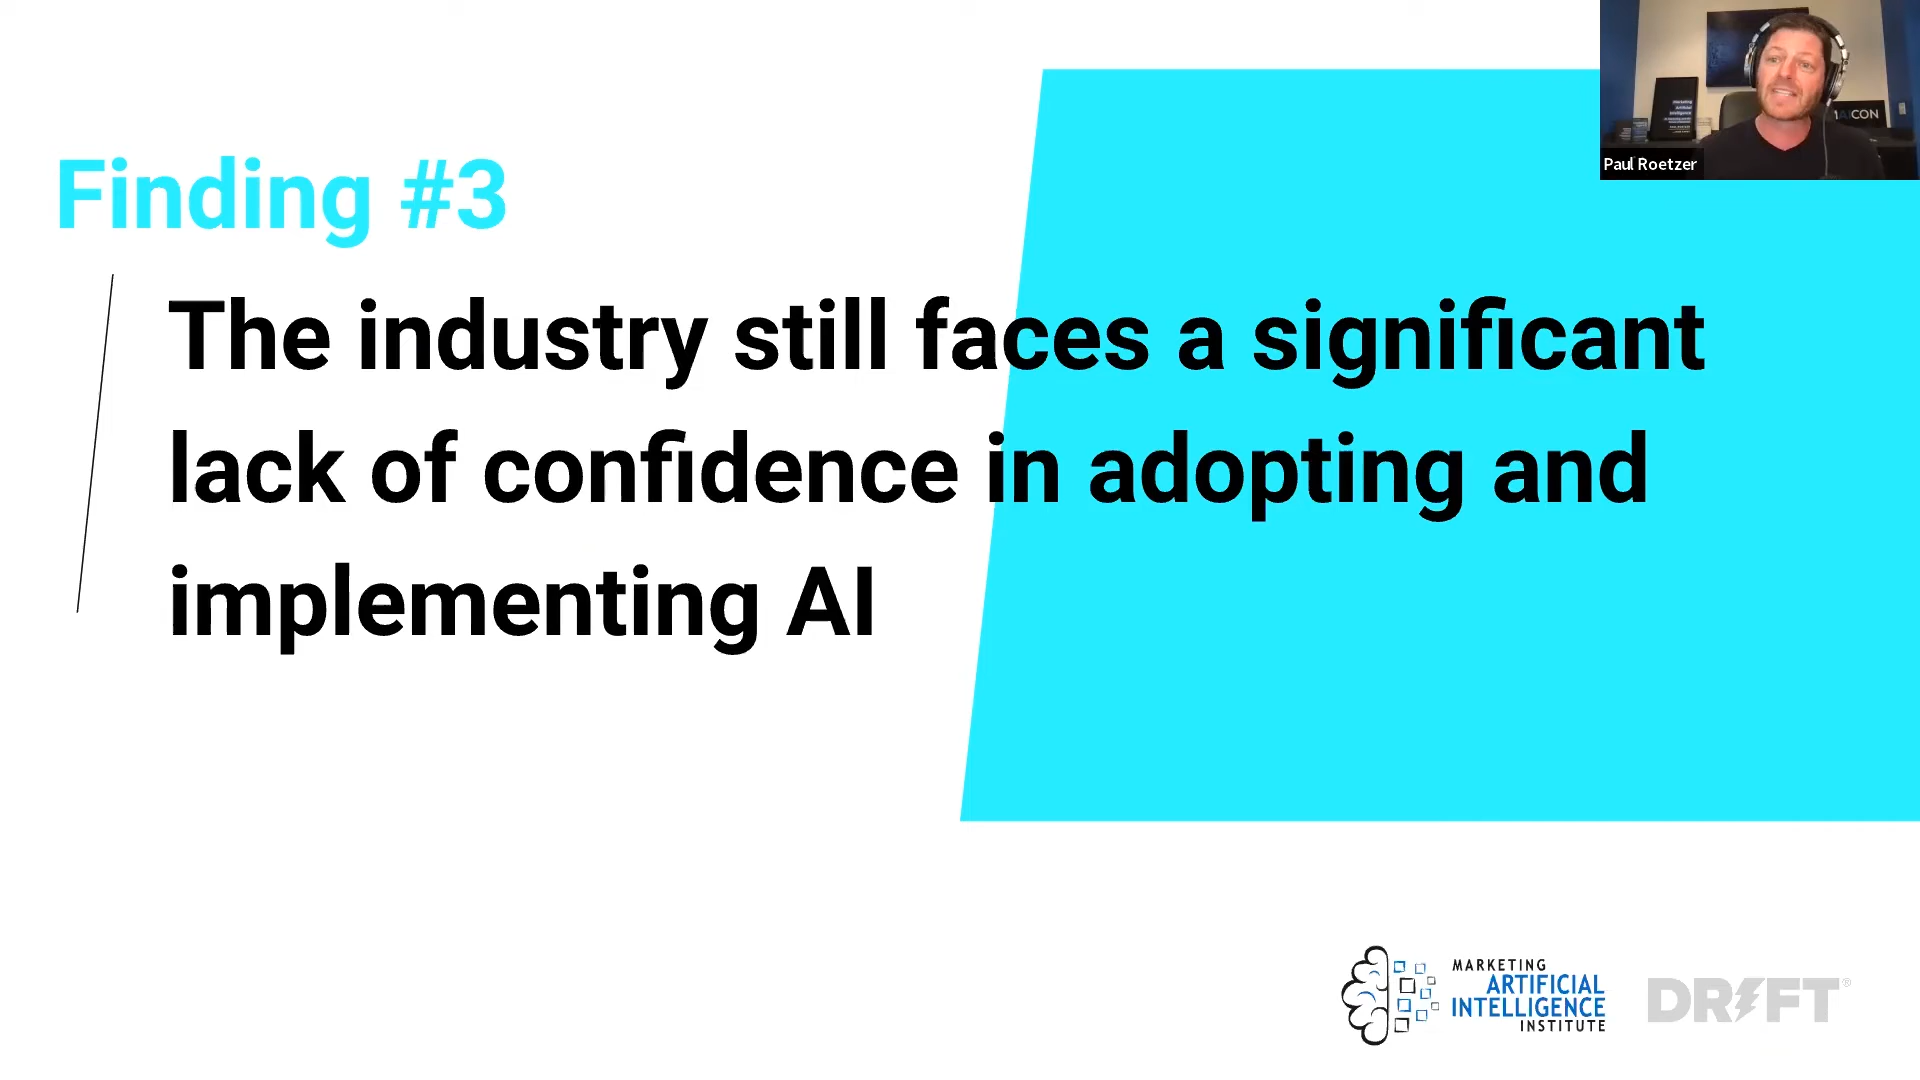 Finding #3
The industry still faces a significant
lack of confidence in adopting and
implementing AI
Paul Roetzer
MARKETING
ARTIFICIAL
INTELLIGENCE
INSTITUTE
DRIFT®